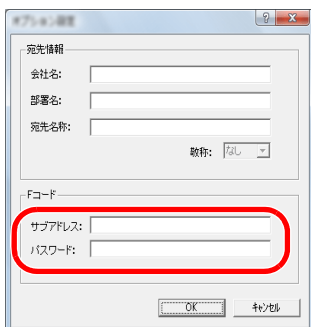 オプション設定
宛先情報
会社名:
部署名:
宛先名称:
敬称: なし
Fコード
サブアドレス:
パスワード:
OK キャンセル